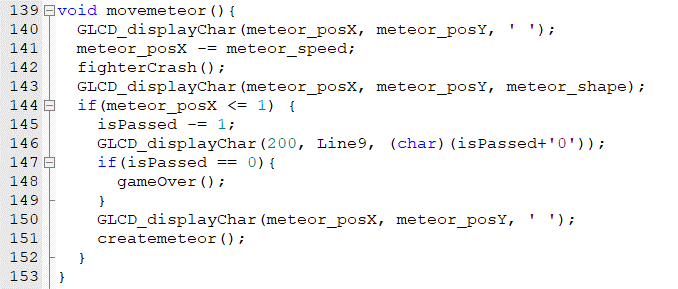 139 void movemeteor(){
140 GLCD_displayChar(meteor_posX, meteor_posY, ' ');
141 meteor_posX -= meteor_speed;
142 fighterCrash();
143 GLCD_displayChar(meteor_posX, meteor_posY, meteor_shape);
144 if(meteor_posX <= 1) {
145 isPassed -= 1;
146 GLCD_displayChar(200, Line9, (char)(isPassed+'0'));
147 if(isPassed == 0){
148 gameOver();
149 }
150 GLCD_displayChar(meteor_posX, meteor_posY, ' ');
151 createmeteor();
152 }
153 }